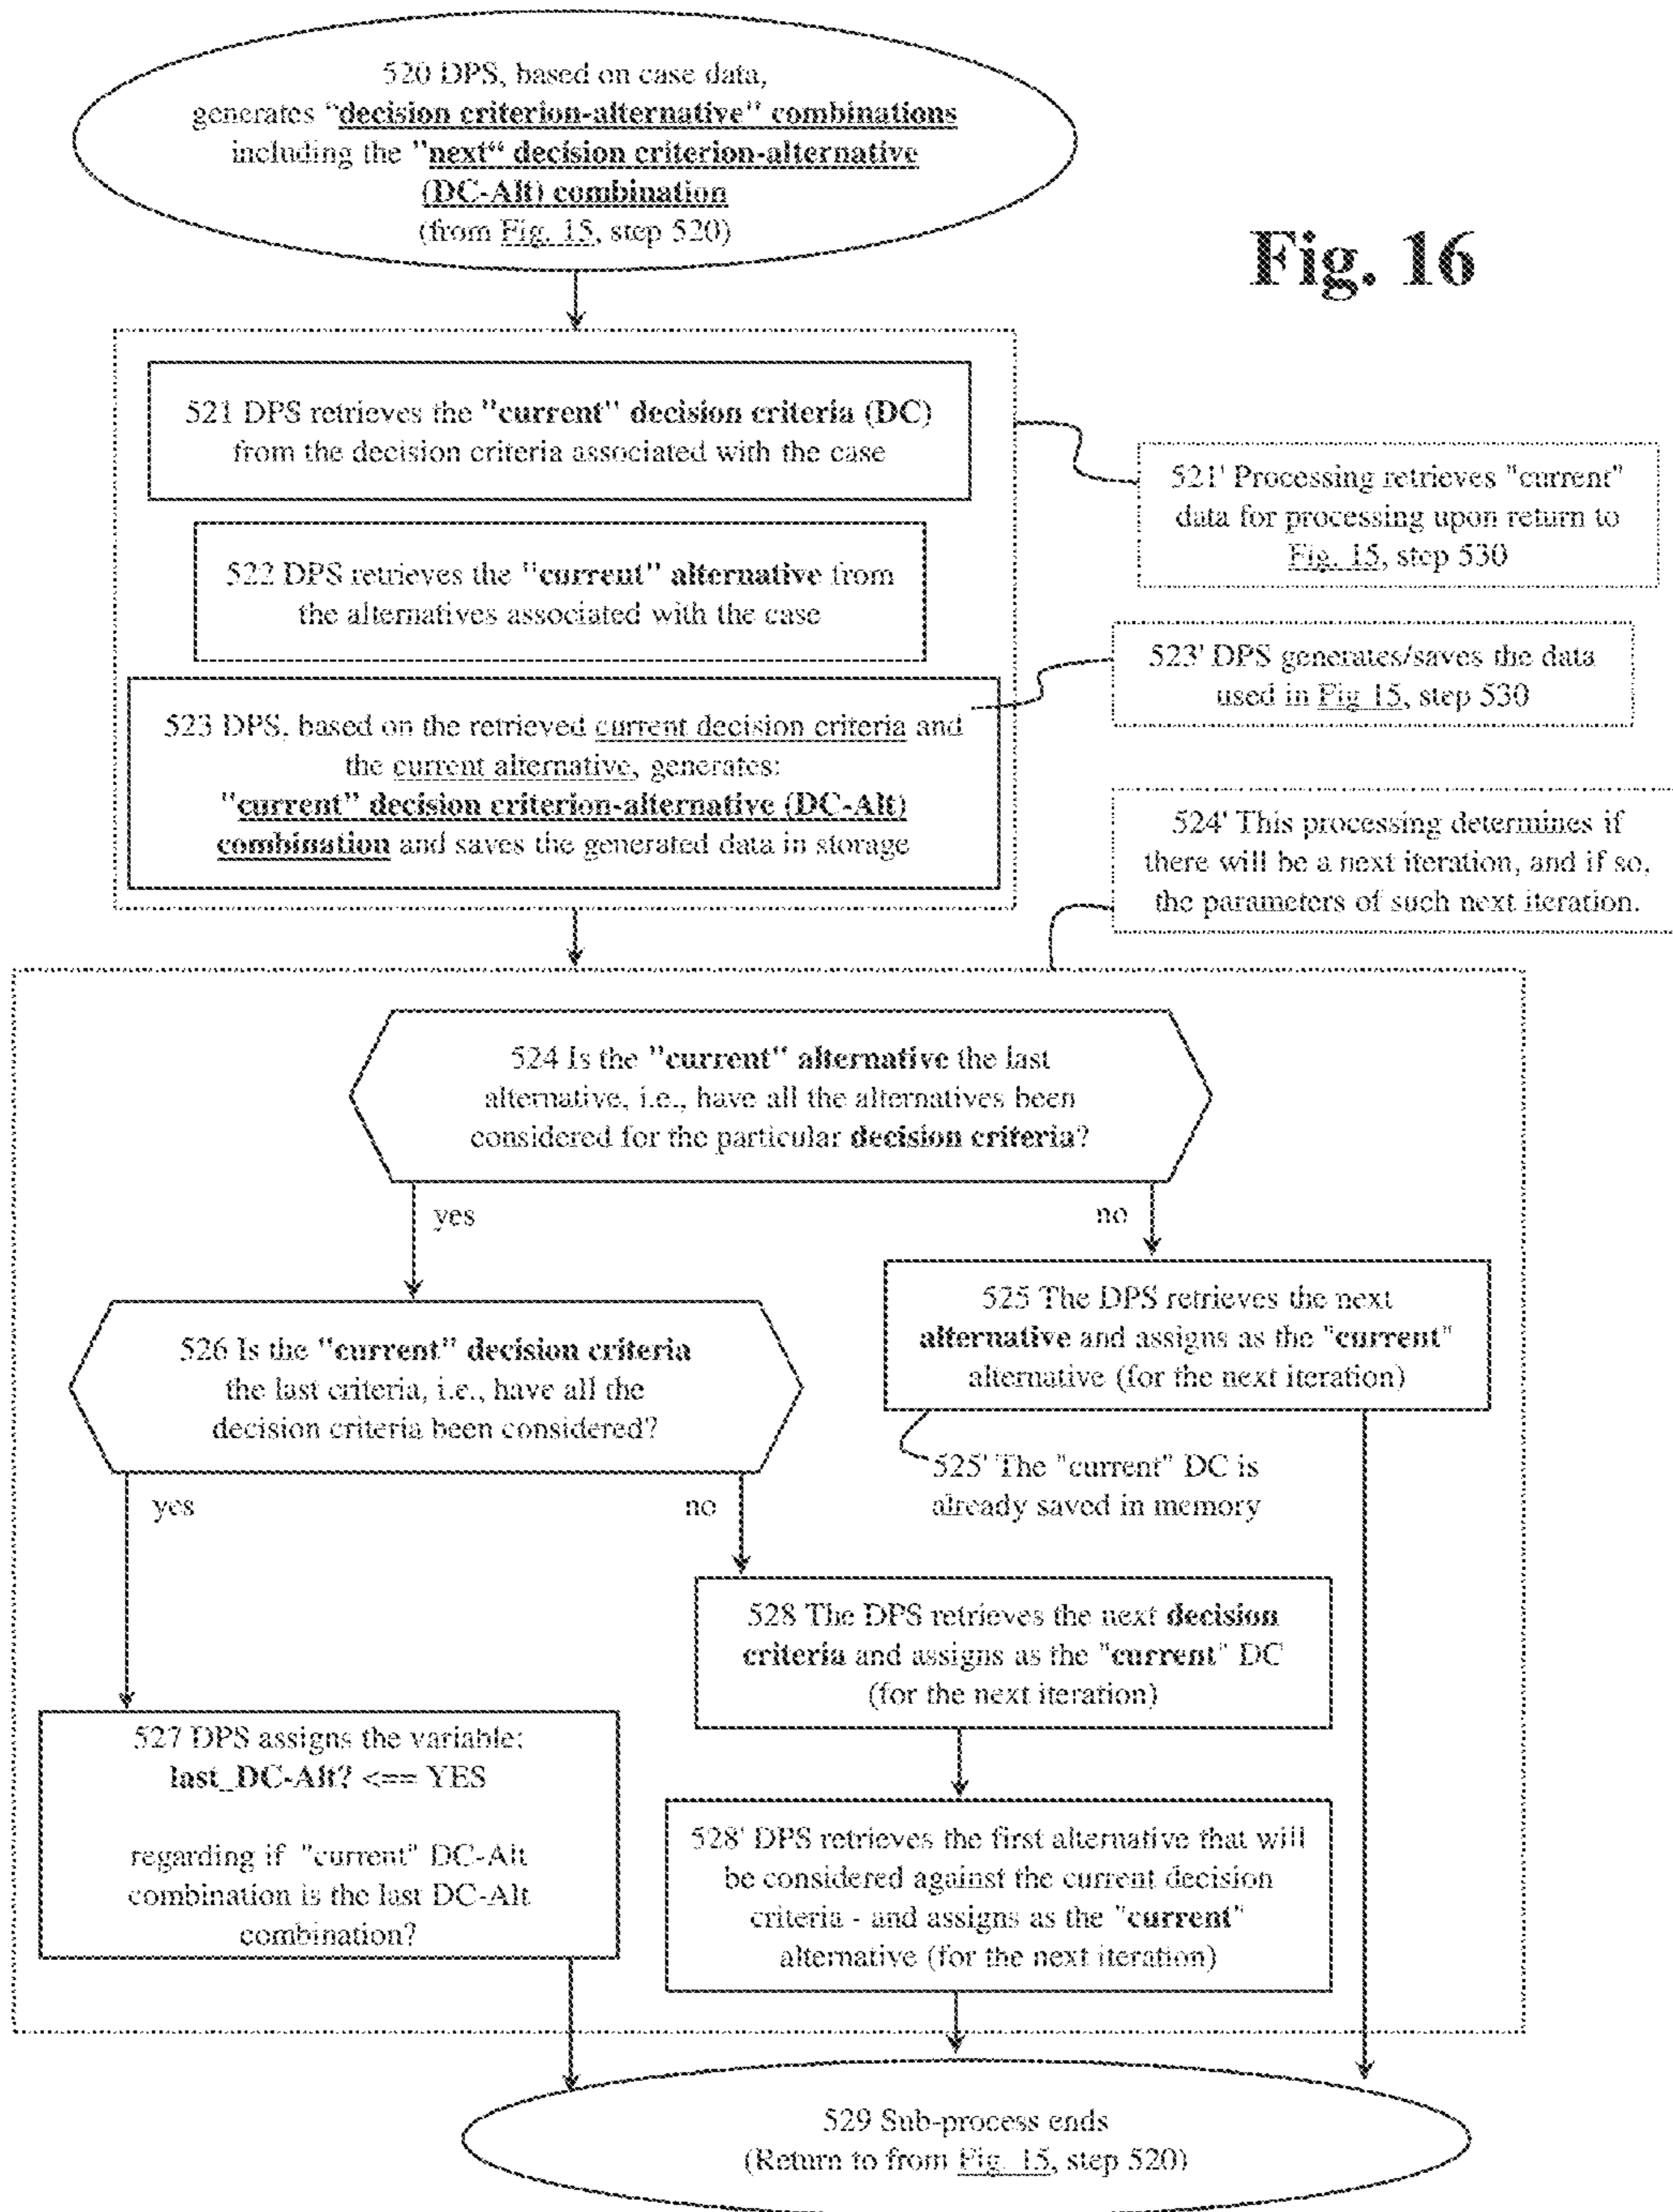 520 DPS, based on case data,
generates "decision criterion-alternative" combinations
including the "next" decision criterion-alternative
(DC-Alt) combination
(from Fig. 15, step 520)
Fig. 16
521 DPS retrieves the "current" decision criteria (DC)
from the decision criteria associated with the case
521' Processing retrieves "current"
data for processing upon return to
Fig. 15, step 530
522 DPS retrieves the "current" alternative from
the alternatives associated with the case
523' DPS generates/saves the data
used in Fig 15, step 530
523 DPS, based on the retrieved current decision criteria and
the current alternative, generates:
"current" decision criterion-alternative (DC-Alt)
combination and saves the generated data in storage
524' This processing determines if
there will be a next iteration, and if so,
the parameters of such next iteration.
524 Is the "current" alternative the last
alternative, i.e., have all the alternatives been
considered for the particular decision criteria?
yes
no
525 The DPS retrieves the next
alternative and assigns as the "current"
alternative (for the next iteration)
526 Is the "current" decision criteria
the last criteria, i.e., have all the
decision criteria been considered?
525' The "current" DC is
already saved in memory
yes
no
528 The DPS retrieves the next decision
criteria and assigns as the "current" DC
(for the next iteration)
527 DPS assigns the variable:
last_DC-Alt? <== YES
regarding if "current" DC-Alt
combination is the last DC-Alt
combination?
528' DPS retrieves the first alternative that will
be considered against the current decision
criteria - and assigns as the "current"
alternative (for the next iteration)
529 Sub-process ends
(Return to from Fig. 15, step 520)